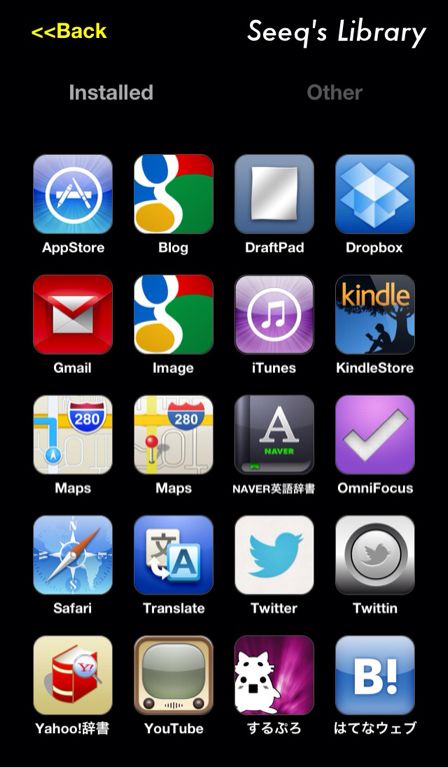 <<Back
Seeq's Library
Installed
Other
AppStore
Blog
DraftPad
Dropbox
Gmail
Image
iTunes
kindle
KindleStore
280
Maps
280
Maps
A
NAVER
NAVER英語辞書
OmniFocus
N
Safari
文
A
Translate
Twitter
Twittin
Y!
Yahoo!辞書
YouTube
するぷろ
B!
はてなウェブ